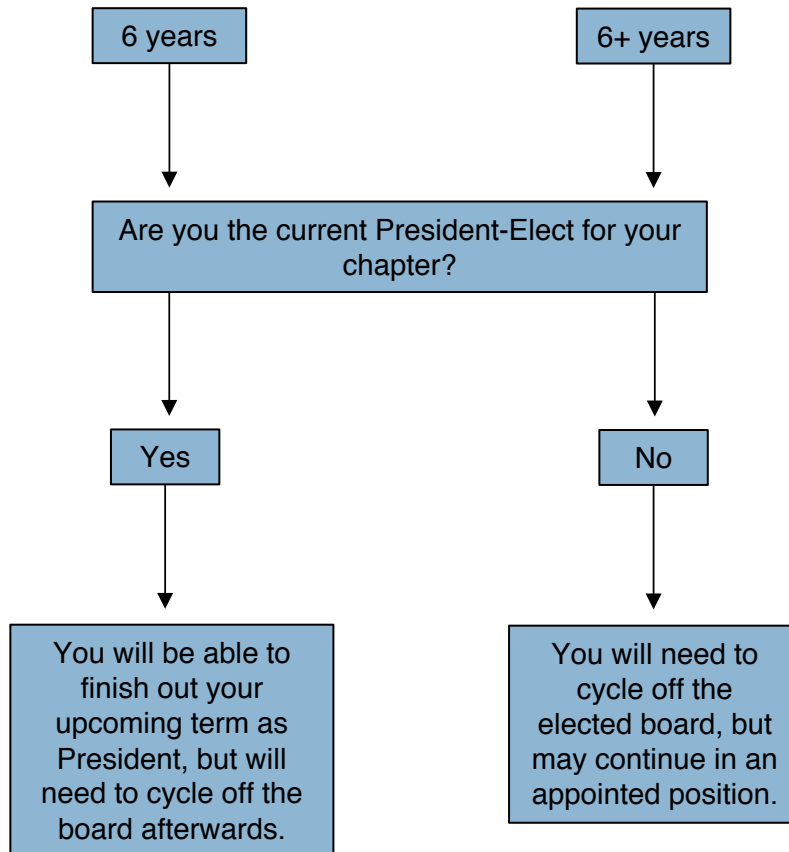 6 years
6+ years
Are you the current President-Elect for your
chapter?
Yes
No
You will be able to
finish out your
upcoming term as
President, but will
need to cycle off the
board afterwards.
You will need to
cycle off the
elected board, but
may continue in an
appointed position.